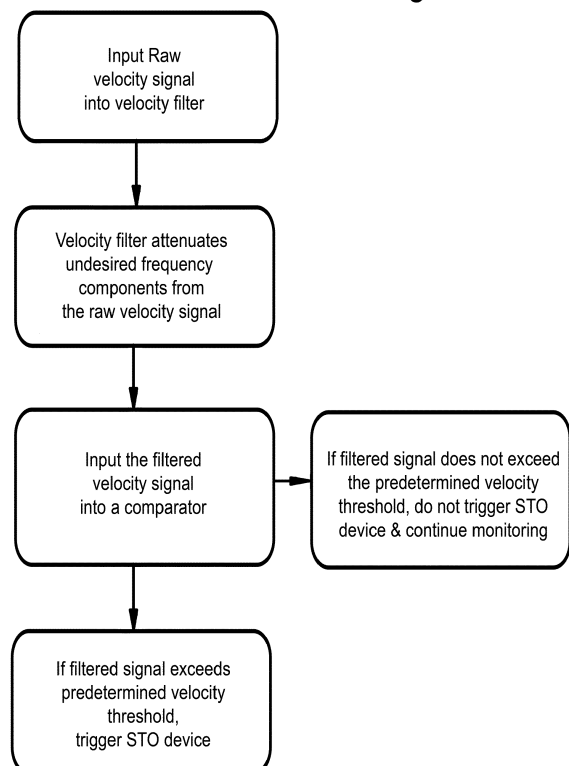 Input Raw
velocity signal
into velocity filter
Velocity filter attenuates
undesired frequency
components from
the raw velocity signal
Input the filtered
velocity signal
into a comparator
If filtered signal does not exceed
the predetermined velocity
threshold, do not trigger STO
device & continue monitoring
If filtered signal exceeds
predetermined velocity
threshold,
trigger STO device